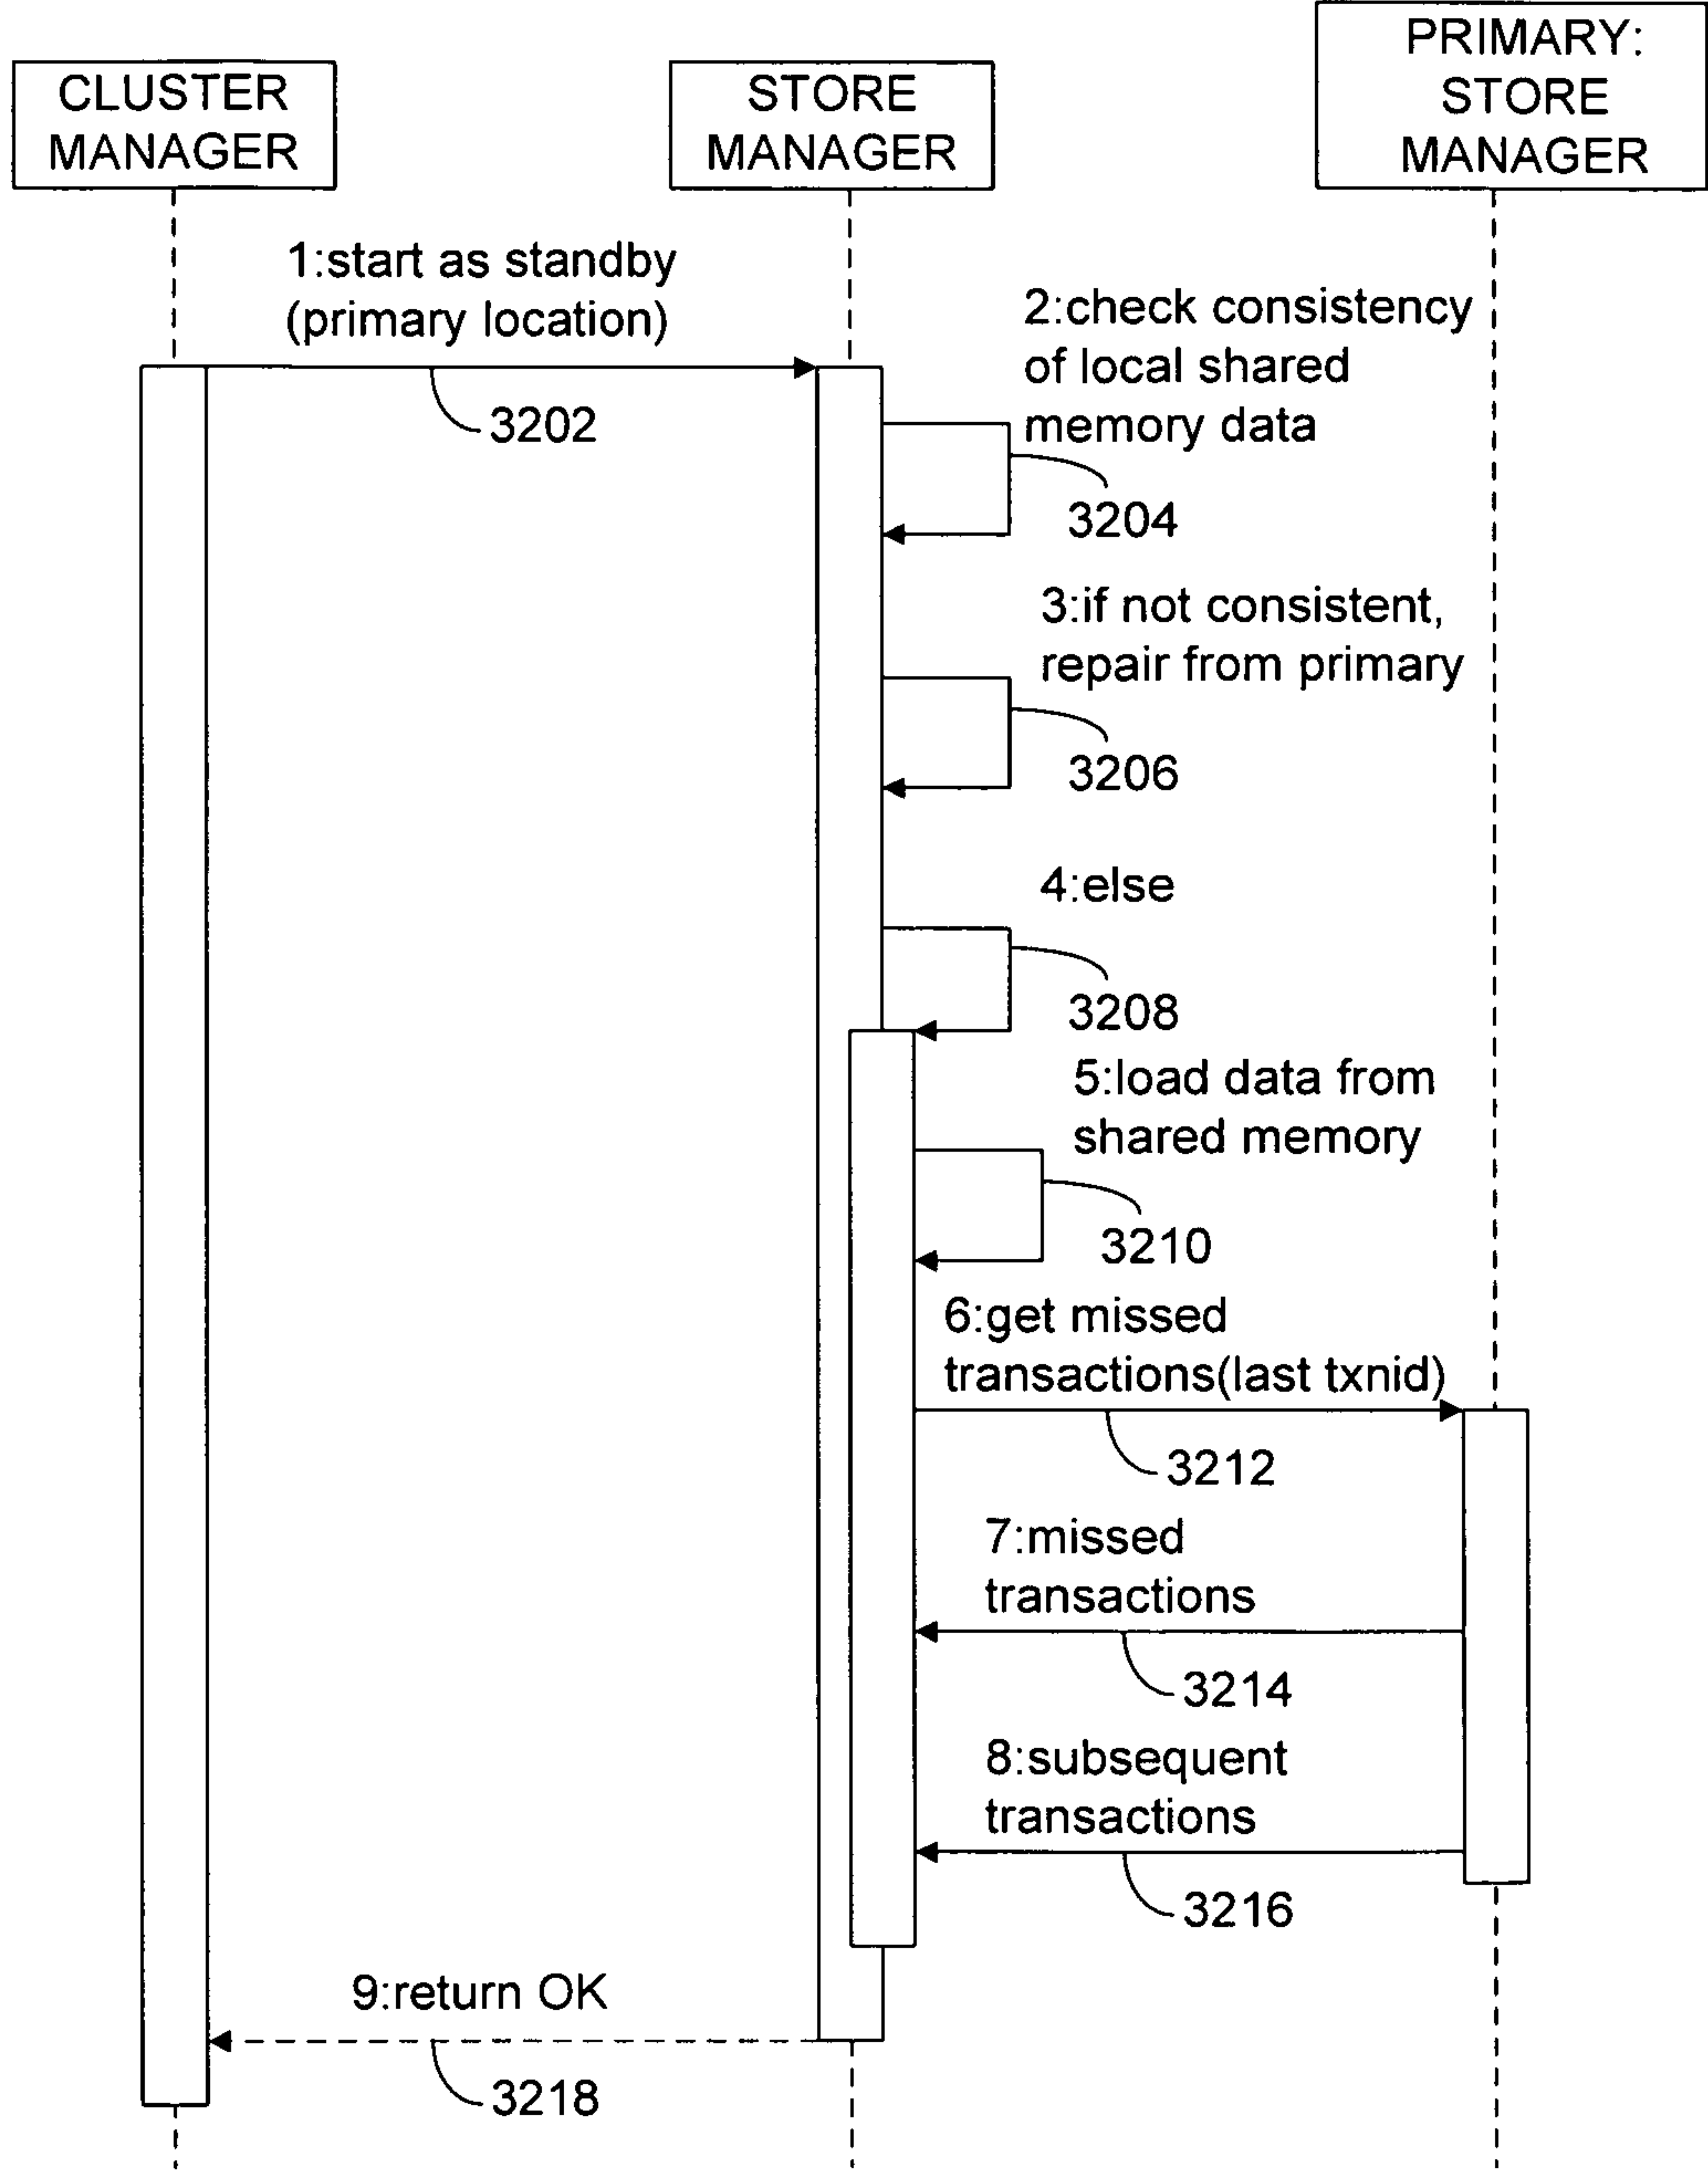 CLUSTER
MANAGER
STORE
MANAGER
PRIMARY:
STORE
MANAGER
1:start as standby
(primary location)
3202
2:check consistency
of local shared
memory data
3204
3:if not consistent,
repair from primary
3206
4:else
3208
5:load data from
shared memory
3210
6:get missed
transactions(last txnid)
3212
7:missed
transactions
3214
8:subsequent
transactions
3216
9:return OK
3218